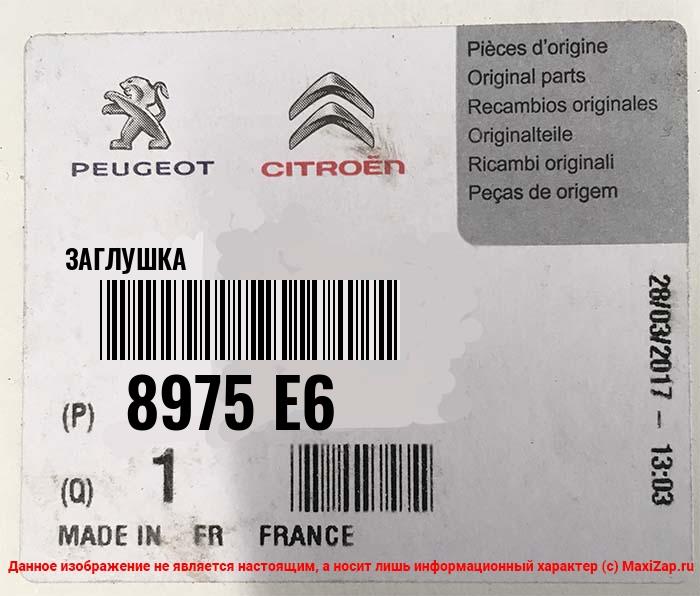 Pièces d'origine
Original parts
Recambios originales
Originalteile
Ricambi originali
Peças de origem
PEUGEOT
CITROËN
ЗАГЛУШКА
(P) 8975 E6
(Q) 1
MADE IN FR FRANCE
28/03/2017 - 13:03
Данное изображение не является настоящим, а носит лишь информационный характер (c) MaxiZap.ru